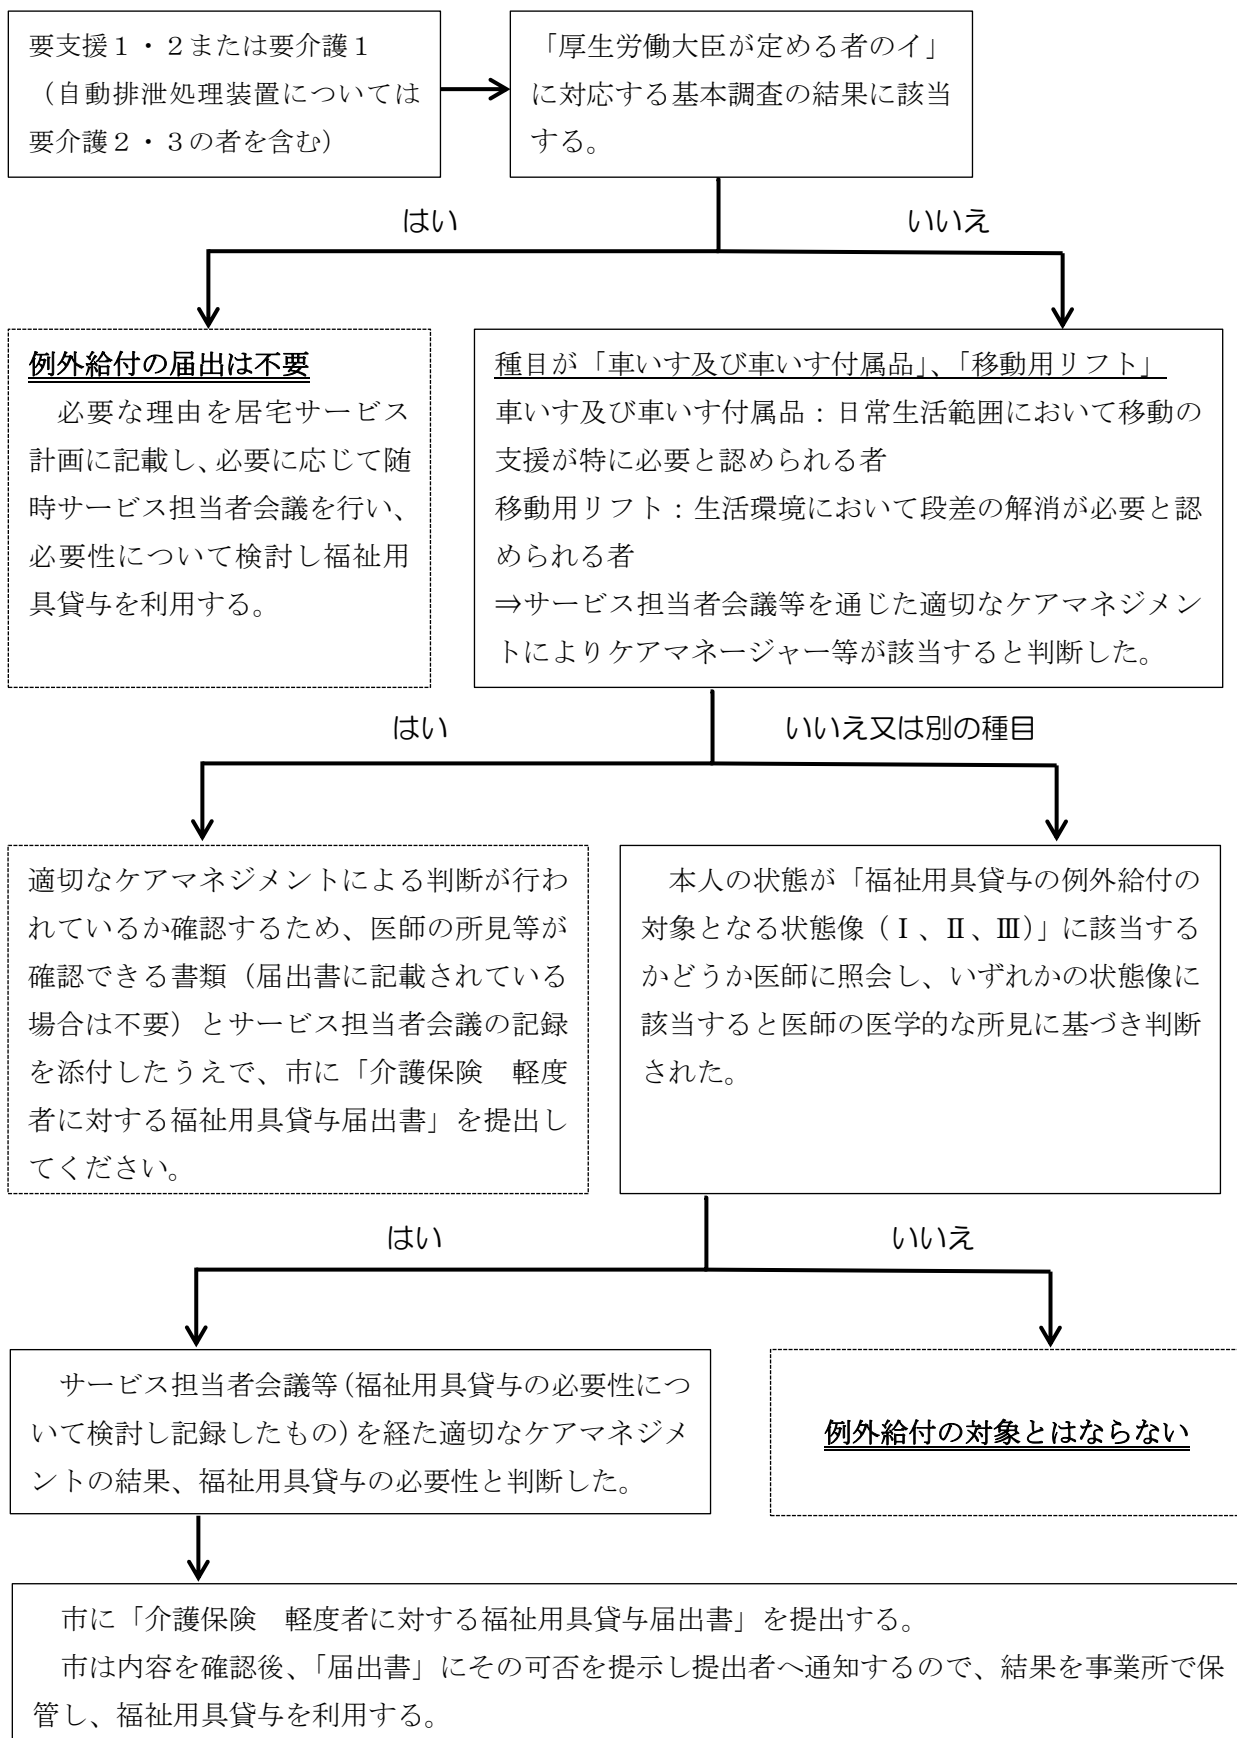 要支援１・２または要介護１
（自動排泄処理装置については
要介護２・３の者を含む）
「厚生労働大臣が定める者のイ」
に対応する基本調査の結果に該当
する。
はい
いいえ
例外給付の届出は不要
必要な理由を居宅サービス
計画に記載し、必要に応じて随
時サービス担当者会議を行い、
必要性について検討し福祉用
具貸与を利用する。
種目が「車いす及び車いす付属品」、「移動用リフト」
車いす及び車いす付属品：日常生活範囲において移動の
支援が特に必要と認められる者
移動用リフト：生活環境において段差の解消が必要と認
められる者
⇒サービス担当者会議等を通じた適切なケアマネジメン
トによりケアマネージャー等が該当すると判断した。
はい
いいえ又は別の種目
適切なケアマネジメントによる判断が行わ
れているか確認するため、医師の所見等が
確認できる書類（届出書に記載されている
場合は不要）とサービス担当者会議の記録
を添付したうえで、市に「介護保険　軽度
者に対する福祉用具貸与届出書」を提出し
てください。
本人の状態が「福祉用具貸与の例外給付の
対象となる状態像（Ⅰ、Ⅱ、Ⅲ）」に該当する
かどうか医師に照会し、いずれかの状態像に
該当すると医師の医学的な所見に基づき判断
された。
はい
いいえ
サービス担当者会議等（福祉用具貸与の必要性につ
いて検討し記録したもの）を経た適切なケアマネジメ
ントの結果、福祉用具貸与の必要性と判断した。
例外給付の対象とはならない
市に「介護保険　軽度者に対する福祉用具貸与届出書」を提出する。
市は内容を確認後、「届出書」にその可否を提示し提出者へ通知するので、結果を事業所で保
管し、福祉用具貸与を利用する。